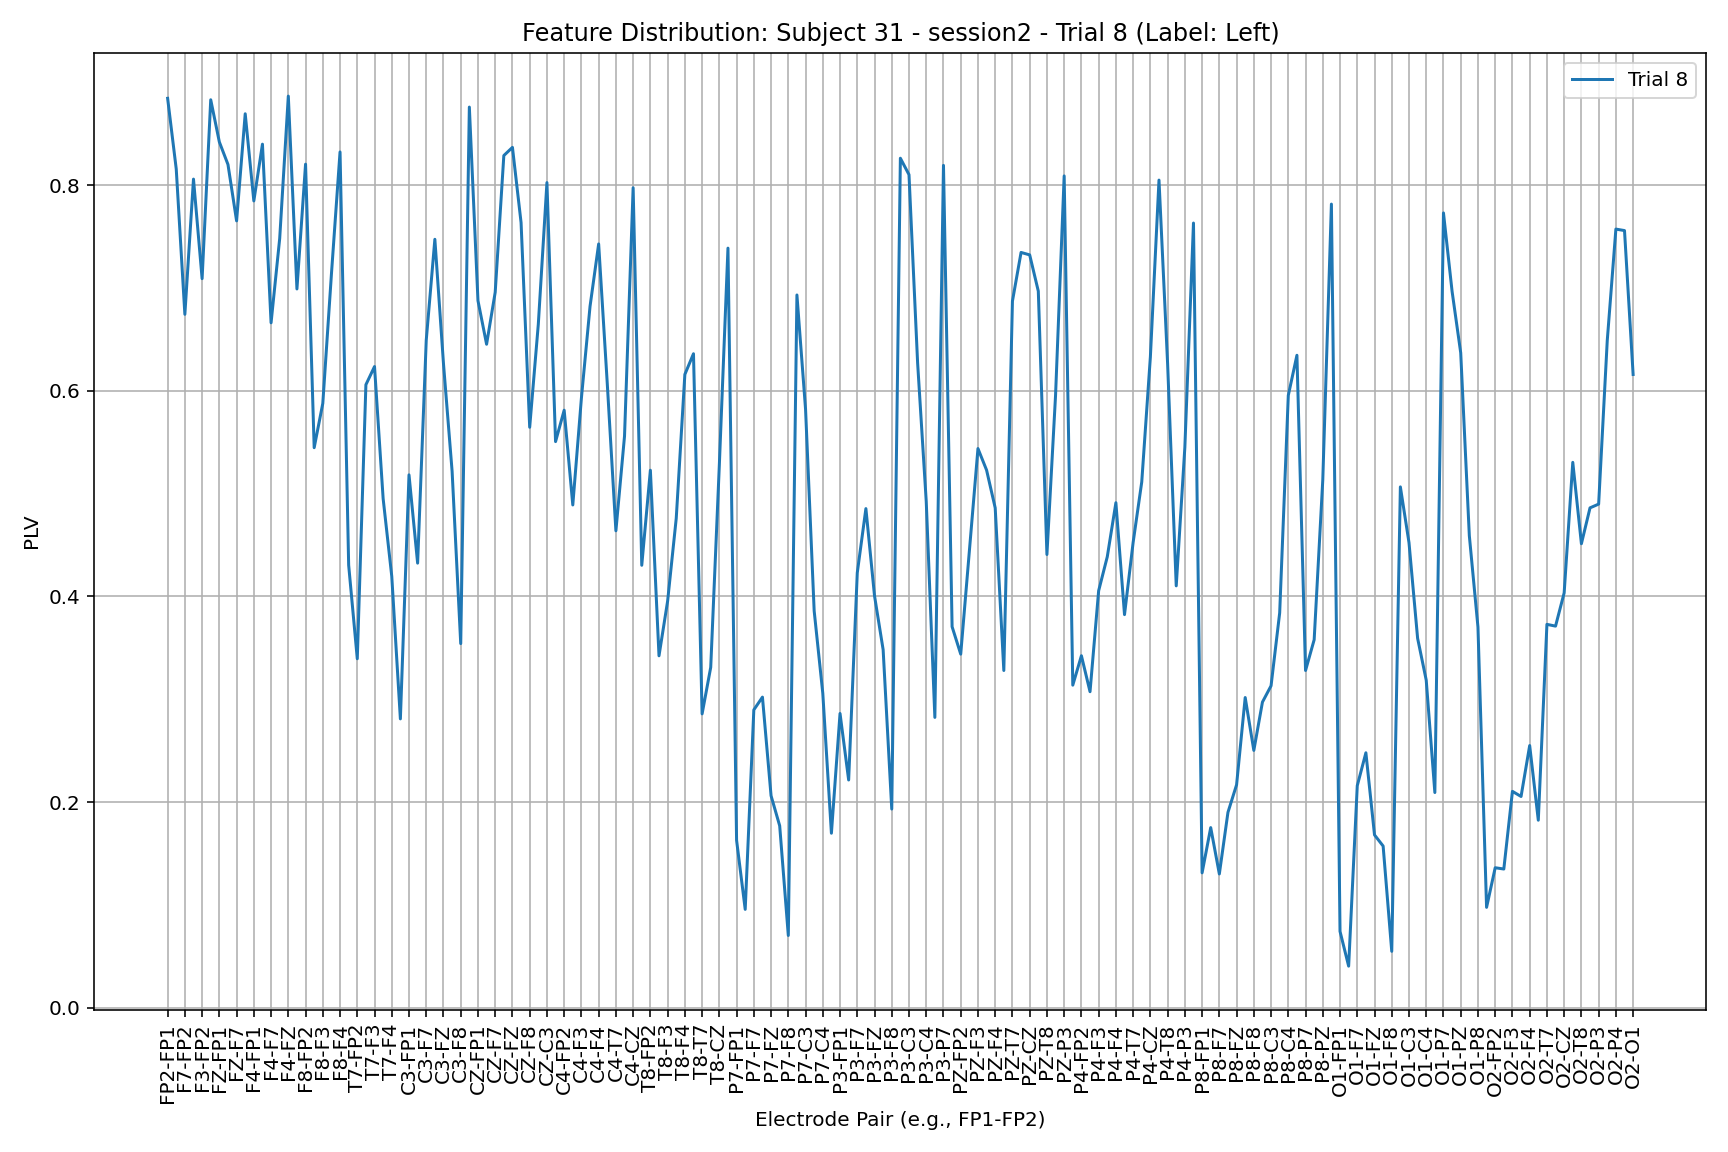 Feature Distribution: Subject 31 - session2 - Trial 8 (Label: Left)
Trial 8
PLV
0.8
0.6
0.4
0.2
0.0
FP2-FP1
F7-FP2
F3-FP2
FZ-FP1
FZ-F7
F4-FP1
F4-F7
F4-FZ
F8-FP2
F8-F3
F8-F4
T7-FP2
T7-F3
T7-F4
C3-FP1
C3-F7
C3-FZ
C3-F8
CZ-FP1
CZ-F7
CZ-FZ
CZ-F8
CZ-C3
C4-FP2
C4-F3
C4-F4
C4-T7
C4-CZ
T8-FP2
T8-F3
T8-F4
T8-T7
T8-CZ
P7-FP1
P7-F7
P7-FZ
P7-F8
P7-C3
P7-C4
P3-FP1
P3-F7
P3-FZ
P3-F8
P3-C3
P3-C4
P3-P7
PZ-FP2
PZ-F3
PZ-F4
PZ-T7
PZ-CZ
PZ-T8
PZ-P3
P4-FP2
P4-F3
P4-F4
P4-T7
P4-CZ
P4-T8
P4-P3
P8-FP1
P8-F7
P8-FZ
P8-F8
P8-C3
P8-C4
P8-P7
P8-PZ
O1-FP1
O1-F7
O1-FZ
O1-F8
O1-C3
O1-C4
O1-P7
O1-PZ
O1-P8
O2-FP2
O2-F3
O2-F4
O2-T7
O2-CZ
O2-T8
O2-P3
O2-P4
O2-O1
Electrode Pair (e.g., FP1-FP2)